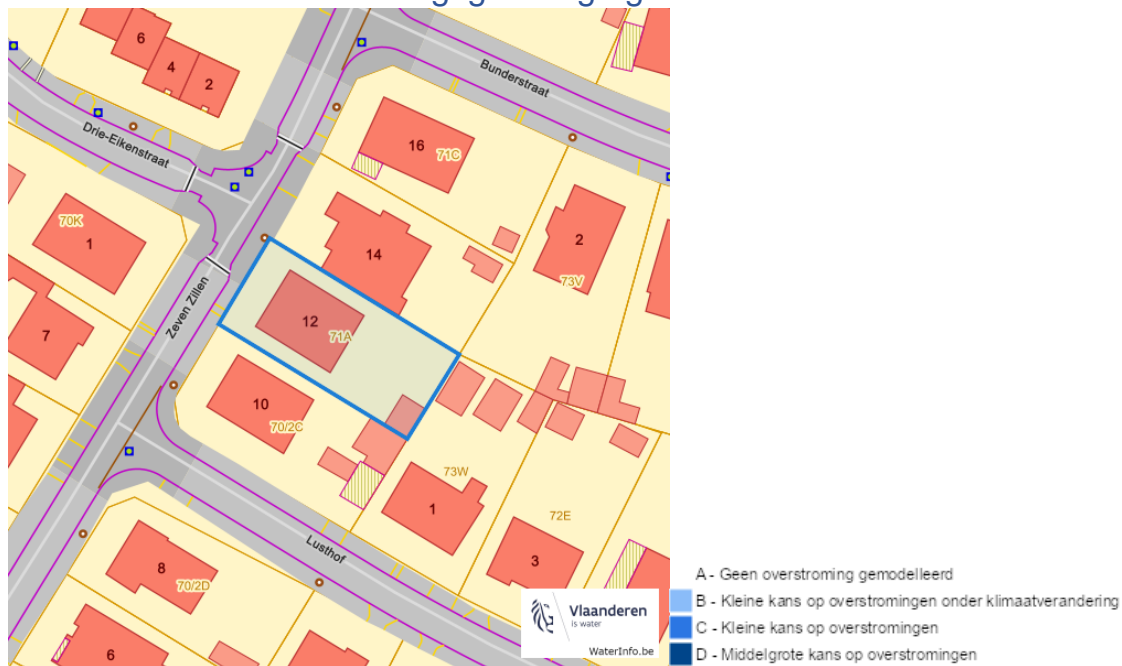 6
4
2
Bunderstraat
Drie-Eikenstraat
16
71C
70K
1
14
2
73V
Zeven Zillen
7
12
71A
10
70/2C
73W
1
72E
3
Lusthof
8
70/2D
6
Vlaanderen
is water
WaterInfo.be
A - Geen overstroming gemodelleerd
B - Kleine kans op overstromingen onder klimaatverandering
C - Kleine kans op overstromingen
D - Middelgrote kans op overstromingen